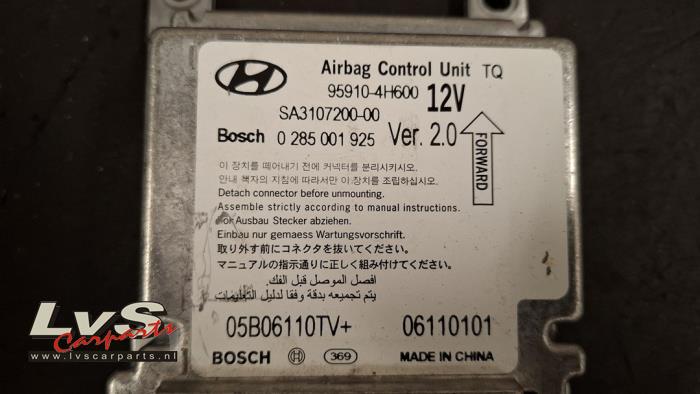 Airbag Control Unit TQ
95910-4H600 12V
SA3107200-00
Bosch 0 285 001 925 Ver. 2.0
FORWARD
이 장치를 떼어내기 전에 커넥터를 분리시키시오.
안내 책자의 지침에 따라서만 이 장치를 조립하십시오.
Detach connector before unmounting.
Assemble strictly according to manual instructions.
Vor Ausbau Stecker abziehen.
Einbau nur gemaess Wartungsvorschrift.
取り外す前にコネクタを抜いてください。
マニュアルの指示通りに正しく組み付けてください。
افصل الموصل قبل الفك.
يتم تجميعه بدقة وفقا لدليل التعليمات
05B06110TV+ 06110101
BOSCH 369 MADE IN CHINA
LvS
Carparts
www.lvscarparts.nl